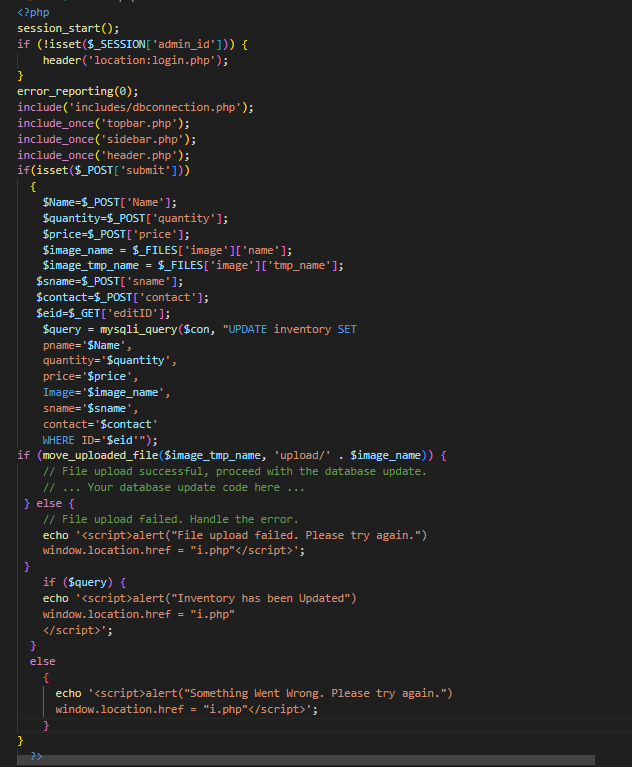 <?php
session_start();
if (!isset($_SESSION['admin_id'])) {
    header('location:login.php');
}
error_reporting(0);
include('includes/dbconnection.php');
include_once('topbar.php');
include_once('sidebar.php');
include_once('header.php');
if(isset($_POST['submit']))
  {
    $Name=$_POST['Name'];
    $quantity=$_POST['quantity'];
    $price=$_POST['price'];
    $image_name = $_FILES['image']['name'];
    $image_tmp_name = $_FILES['image']['tmp_name'];
   $sname=$_POST['sname'];
   $contact=$_POST['contact'];
   $eid=$_GET['editID'];
    $query = mysqli_query($con, "UPDATE inventory SET
    pname='$Name',
    quantity='$quantity',
    price='$price',
    Image='$image_name',
    sname='$sname',
    contact='$contact'
    WHERE ID='$eid'");
if (move_uploaded_file($image_tmp_name, 'upload/' . $image_name)) {
    // File upload successful, proceed with the database update.
    // ... Your database update code here ...
 } else {
    // File upload failed. Handle the error.
    echo '<script>alert("File upload failed. Please try again.")
    window.location.href = "i.php"</script>';
 }
    if ($query) {
    echo '<script>alert("Inventory has been Updated")
    window.location.href = "i.php"
    </script>';
  }
  else
    {
      echo '<script>alert("Something Went Wrong. Please try again.")
      window.location.href = "i.php"</script>';
    }
}
  ?>